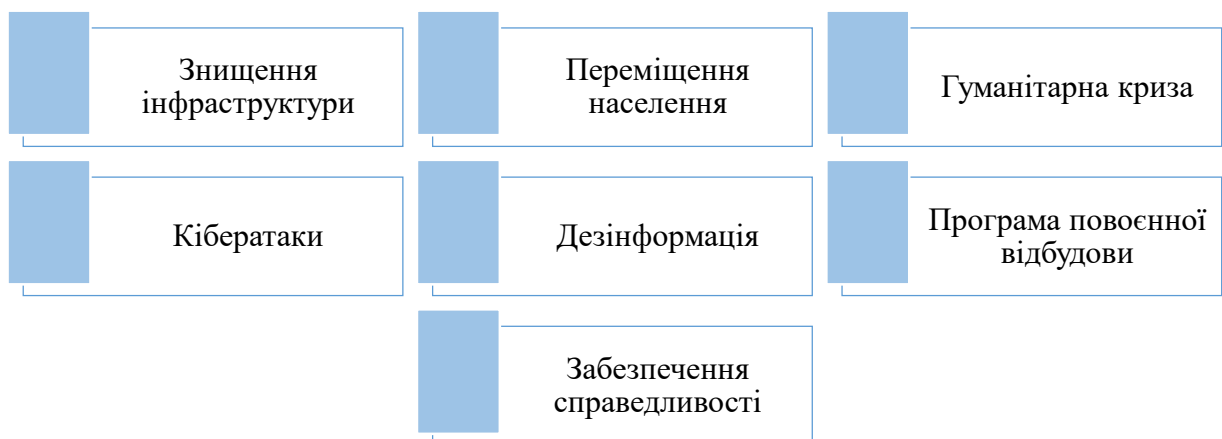 Знищення
інфраструктури
Переміщення
населення
Гуманітарна криза
Кібератаки
Дезінформація
Програма повоєнної
відбудови
Забезпечення
справедливості